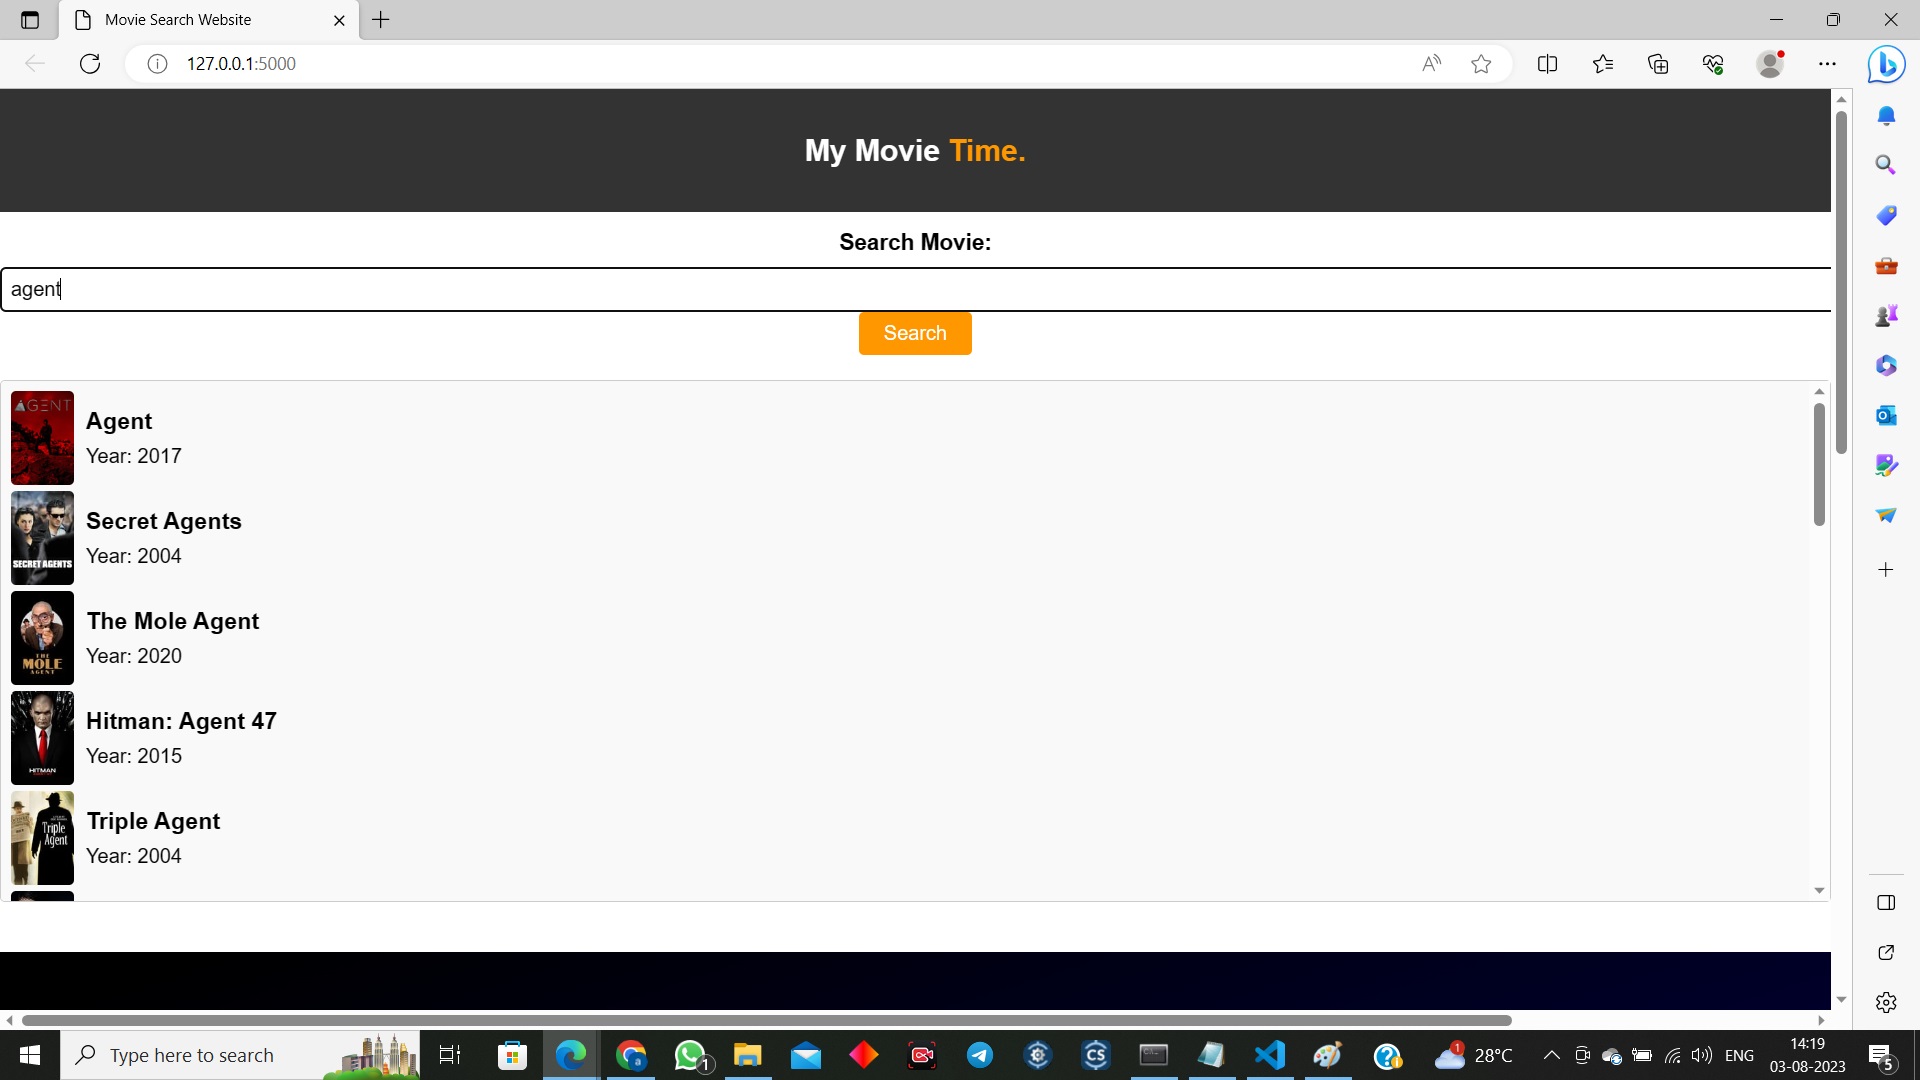 Movie Search Website
127.0.0.1:5000
My Movie Time.
Search Movie:
agent
Search
AGENT
Agent
Year: 2017
SECRET AGENTS
Secret Agents
Year: 2004
THE
MOLE
AGENT
The Mole Agent
Year: 2020
HITMAN
Hitman: Agent 47
Year: 2015
Triple
Agent
Triple Agent
Year: 2004
Type here to search
1
CS
1
28°C
ENG
14:19
03-08-2023
5